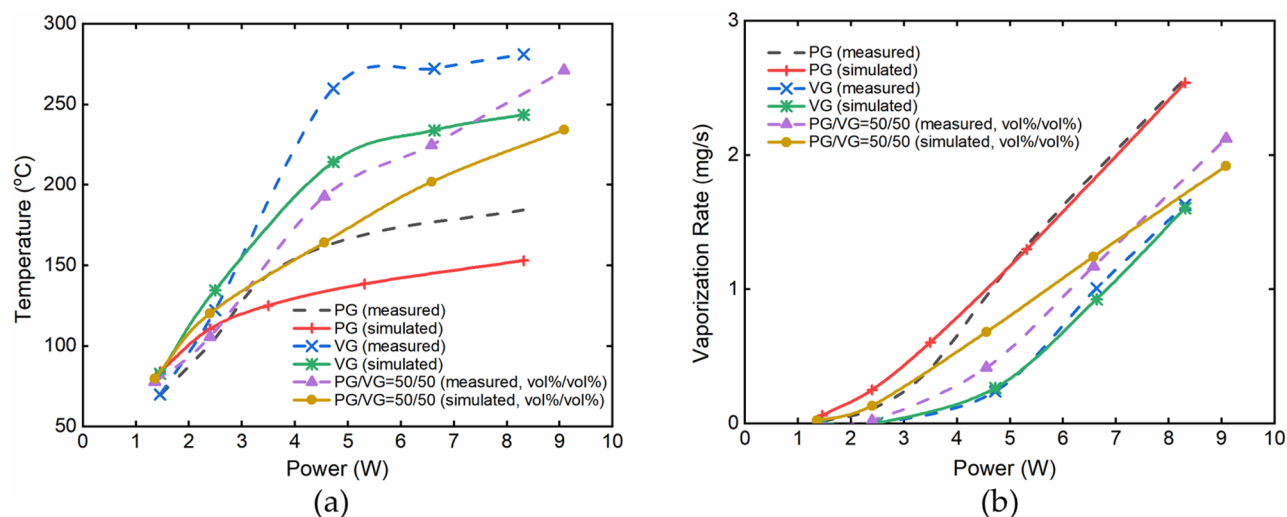 300
250
200
150
100
50
Temperature (°C)
PG (measured)
PG (simulated)
VG (measured)
VG (simulated)
PG/VG=50/50 (measured, vol%/vol%)
PG/VG=50/50 (simulated, vol%/vol%)
0 1 2 3 4 5 6 7 8 9 10
Power (W)
(a)
3
2
1
0
Vaporization Rate (mg/s)
PG (measured)
PG (simulated)
VG (measured)
VG (simulated)
PG/VG=50/50 (measured, vol%/vol%)
PG/VG=50/50 (simulated, vol%/vol%)
0 1 2 3 4 5 6 7 8 9 10
Power (W)
(b)